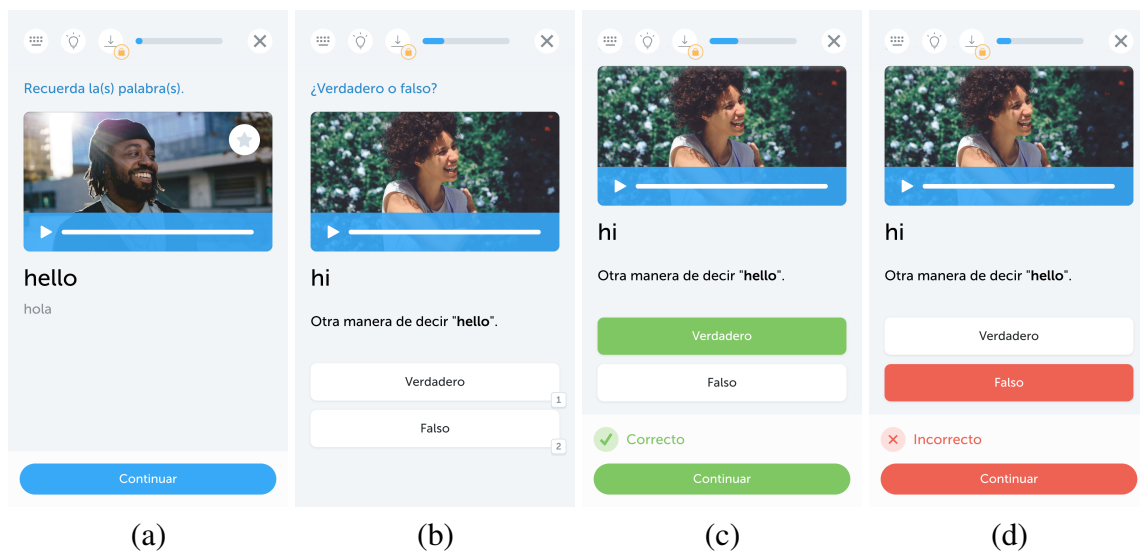 Recuerda la(s) palabra(s).
hello
hola
Continuar
(a)
¿Verdadero o falso?
hi
Otra manera de decir "hello".
Verdadero
1
Falso
2
(b)
hi
Otra manera de decir "hello".
Verdadero
Falso
Correcto
Continuar
(c)
hi
Otra manera de decir "hello".
Verdadero
Falso
Incorrecto
Continuar
(d)